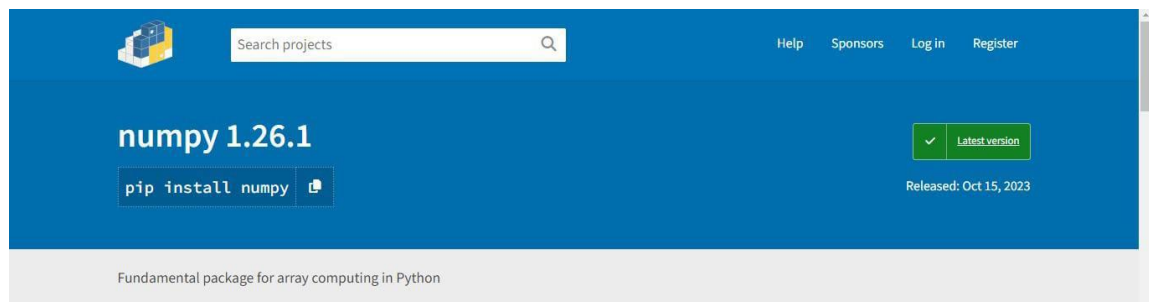 Search projects
Help Sponsors Log in Register
numpy 1.26.1
Latest version
pip install numpy
Released: Oct 15, 2023
Fundamental package for array computing in Python